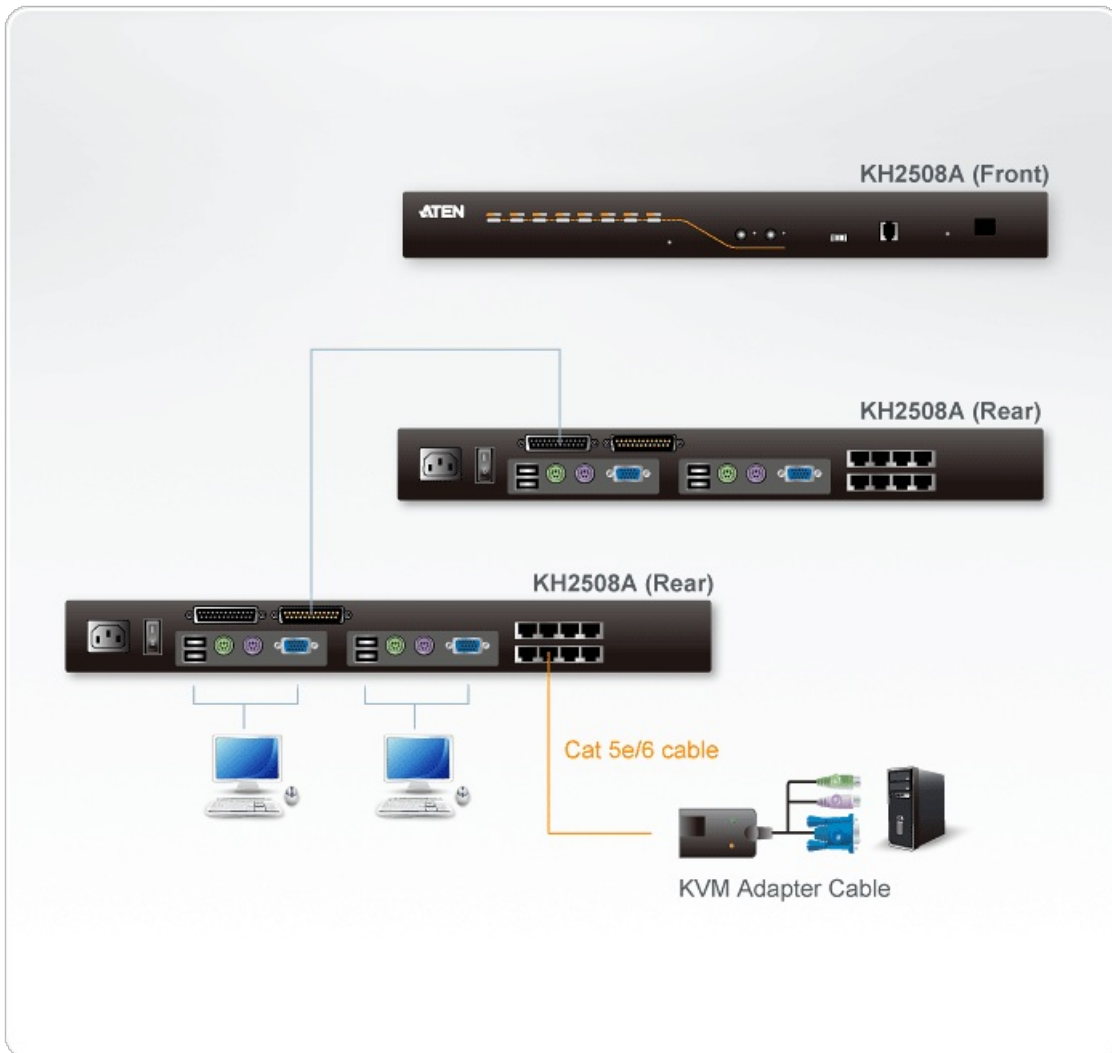 KH2508A (Front)
ATEN
KH2508A (Rear)
KH2508A (Rear)
Cat 5e/6 cable
KVM Adapter Cable